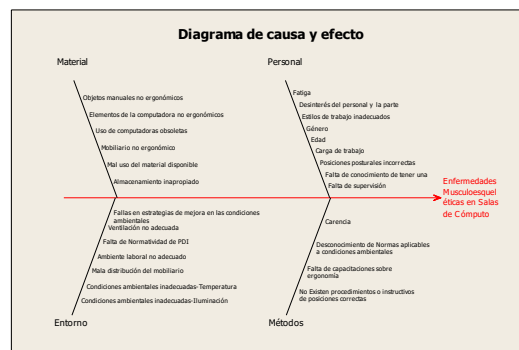 Diagrama de causa y efecto
Material
Personal
Objetos manuales no ergonómicos
Elementos de la computadora no ergonómicos
Uso de computadoras obsoletas
Mobiliario no ergonómico
Mal uso del material disponible
Almacenamiento inapropiado
Fatiga
Desinterés del personal y la parte
Estilos de trabajo inadecuados
Género
Edad
Carga de trabajo
Posiciones posturales incorrectas
Falta de conocimiento de tener una
Falta de supervisión
Enfermedades
Musculoesquel
éticas en Salas
de Cómputo
Fallas en estrategias de mejora en las condiciones
ambientales
Ventilación no adecuada
Falta de Normatividad de PDI
Ambiente laboral no adecuado
Mala distribución del mobiliario
Condiciones ambientales inadecuadas-Temperatura
Condiciones ambientales inadecuadas-Iluminación
Carencia
Desconocimiento de Normas aplicables
a condiciones ambientales
Falta de capacitaciones sobre
ergonomía
No Existen procedimientos o instructivos
de posiciones correctas
Entorno
Métodos